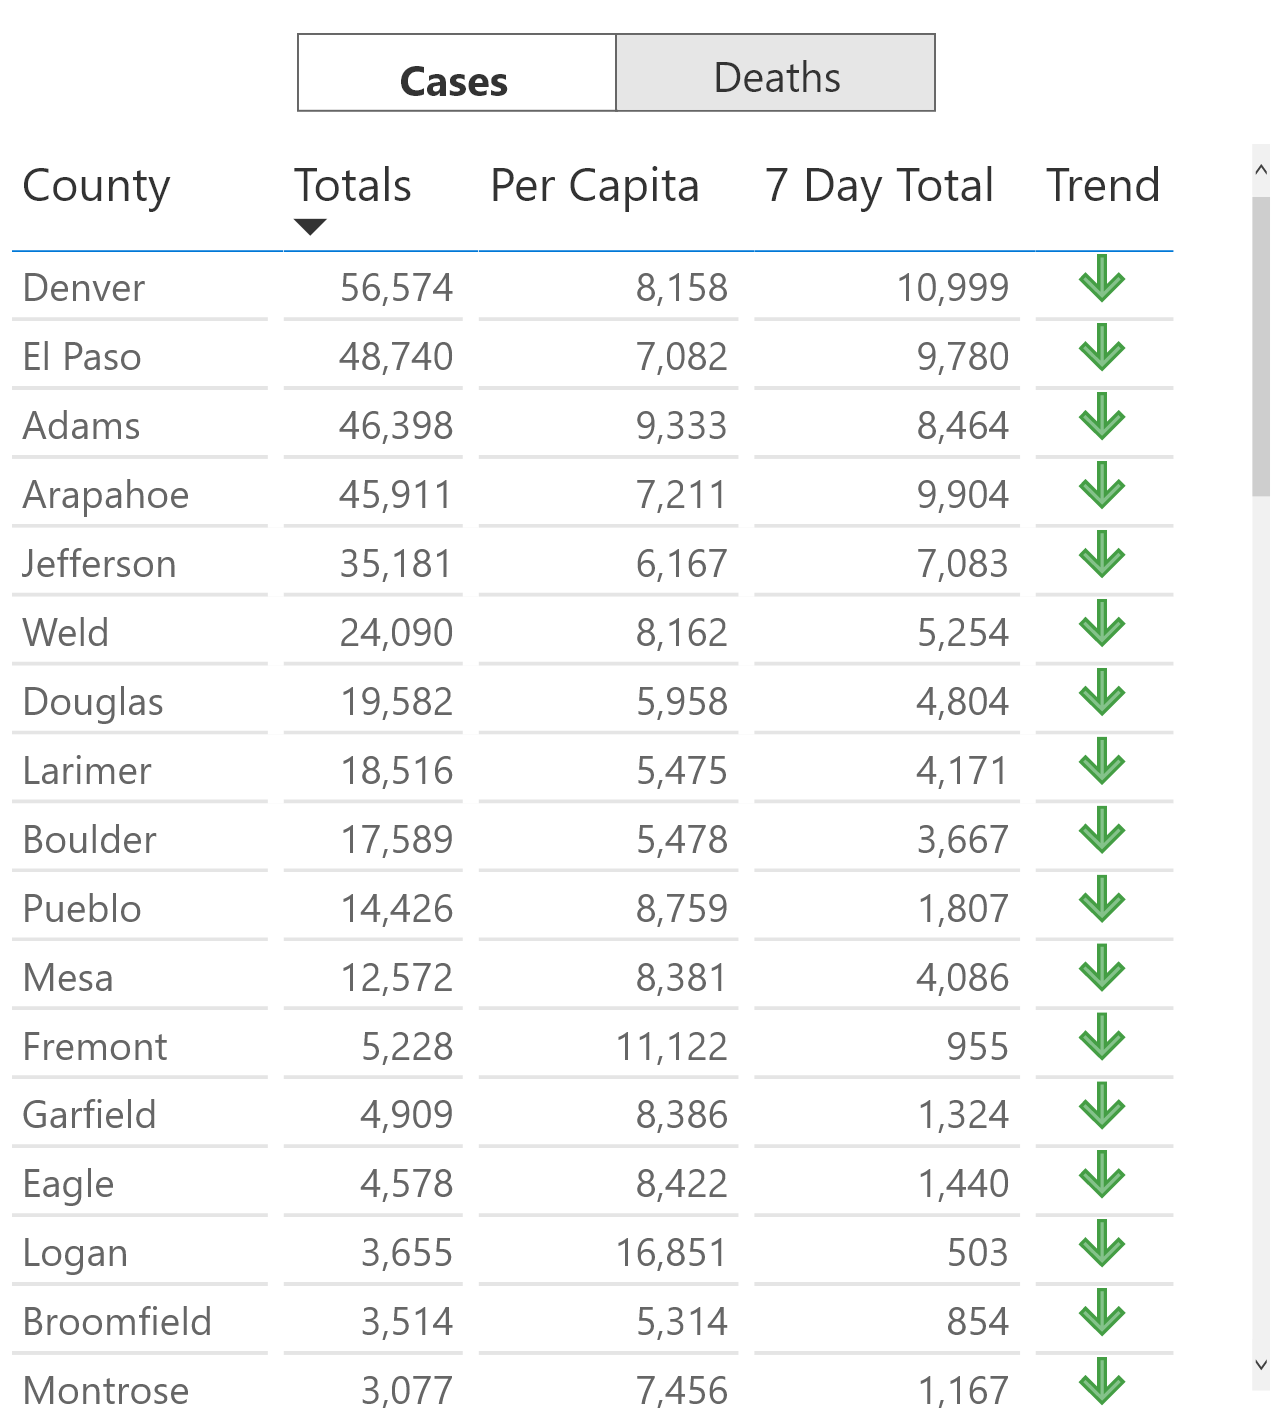 Cases Deaths
County Totals Per Capita 7 Day Total Trend
Denver 56,574 8,158 10,999
El Paso 48,740 7,082 9,780
Adams 46,398 9,333 8,464
Arapahoe 45,911 7,211 9,904
Jefferson 35,181 6,167 7,083
Weld 24,090 8,162 5,254
Douglas 19,582 5,958 4,804
Larimer 18,516 5,475 4,171
Boulder 17,589 5,478 3,667
Pueblo 14,426 8,759 1,807
Mesa 12,572 8,381 4,086
Fremont 5,228 11,122 955
Garfield 4,909 8,386 1,324
Eagle 4,578 8,422 1,440
Logan 3,655 16,851 503
Broomfield 3,514 5,314 854
Montrose 3,077 7,456 1,167